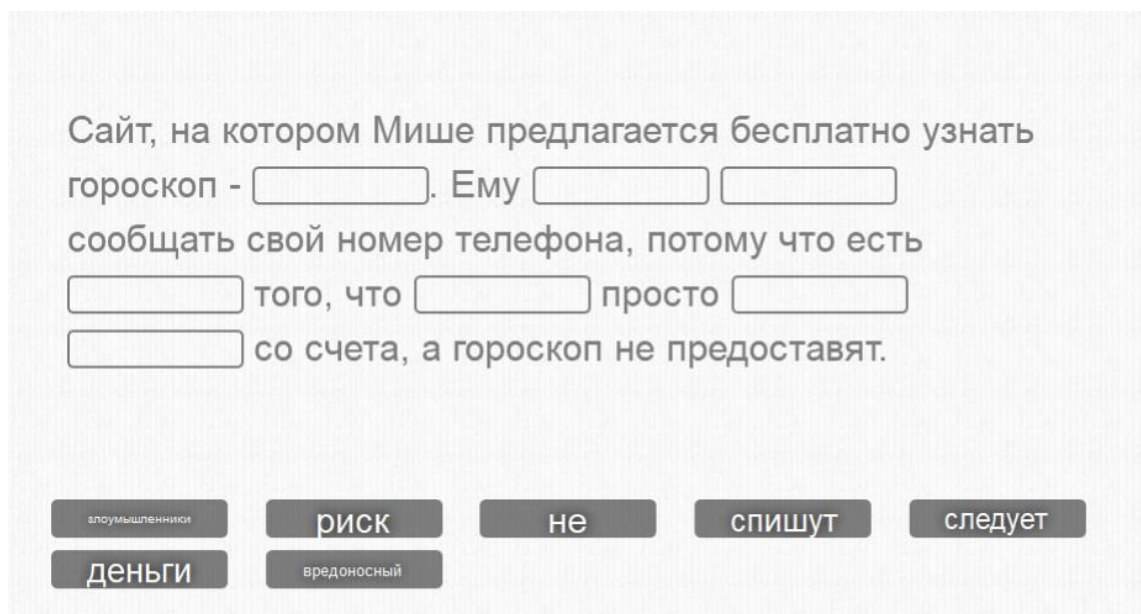 Сайт, на котором Мише предлагается бесплатно узнать
гороскоп - . Ему
сообщать свой номер телефона, потому что есть
того, что просто
со счета, а гороскоп не предоставят.
злоумышленники риск не спишут следует
деньги вредоносный